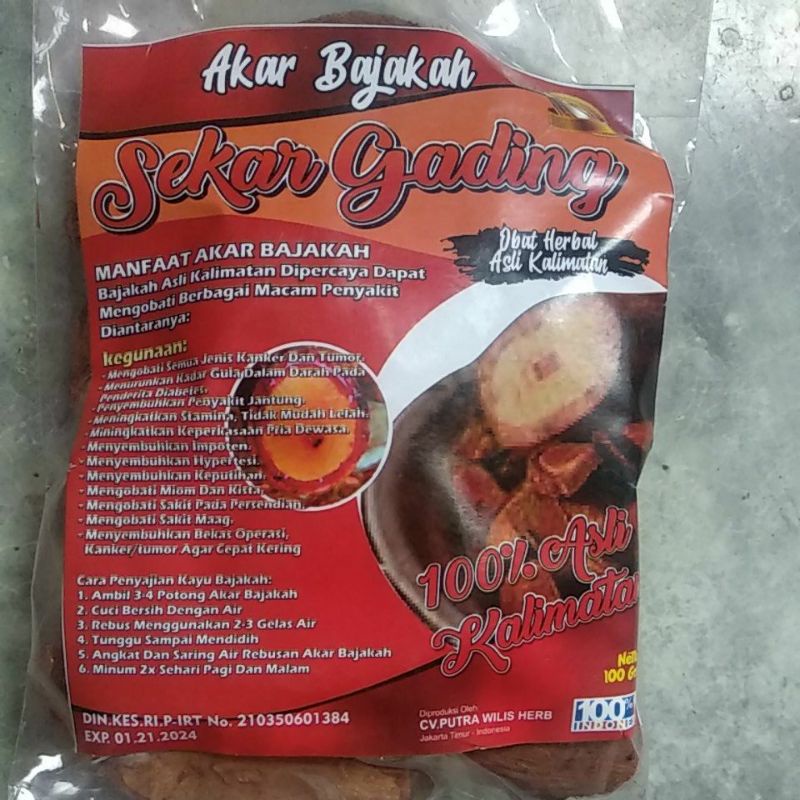 Akar Bajakah
Sekar Gading
Obat Herbal
Asli Kalimatan
MANFAAT AKAR BAJAKAH
Bajakah Asli Kalimatan Dipercaya Dapat
Mengobati Berbagai Macam Penyakit
Diantaranya:
kegunaan:
- Mengobati Semua Jenis Kanker Dan Tumor.
- Menurunkan Kadar Gula Dalam Darah Pada
Penderita Diabetes.
- Penyembuhkan Penyakit Jantung.
- Meningkatkan Stamina, Tidak Mudah Lelah.
- Miningkatkan Keperkasaan Pria Dewasa.
- Menyembuhkan Impoten.
- Menyembuhkan Hypertesi.
- Menyembuhkan Keputihan.
- Mengobati Miom Dan Kista.
- Mengobati Sakit Pada Persendian.
- Mengobati Sakit Maag.
- Menyembuhkan Bekas Operasi,
Kanker/tumor Agar Cepat Kering
100% Asli
Kalimatan
Cara Penyajian Kayu Bajakah:
1. Ambil 3-4 Potong Akar Bajakah
2. Cuci Bersih Dengan Air
3. Rebus Menggunakan 2-3 Gelas Air
4. Tunggu Sampai Mendidih
5. Angkat Dan Saring Air Rebusan Akar Bajakah
6. Minum 2x Sehari Pagi Dan Malam
100
DIN.KES.RI.P-IRT No. 210350601384
EXP. 01.21.2024
Diproduksi Oleh
CV.PUTRA WILIS HERB
Jakarta Timur - Indonesia
100%